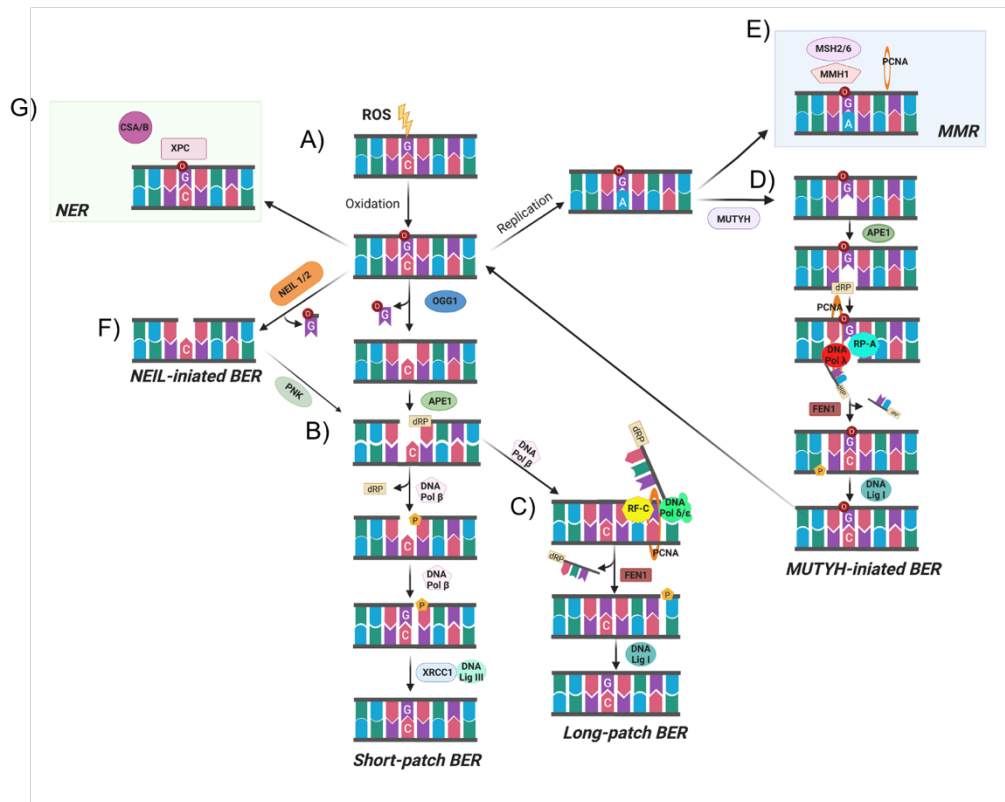 E)
MSH2/6
MMH1
PCNA
O
G
A
MMR
G)
CSA/B
XPC
O
G
C
NER
A)
ROS
G
C
Oxidation
O
G
C
Replication
O
G
A
MUTYH
D)
O
G
APE1
O
G
dRP
PCNA
O
G
RP-A
DNA
Pol λ
dRP
FEN1
dRP
O
G
C
P
DNA
Lig I
O
G
C
MUTYH-iniated BER
NEIL 1/2
O
G
F)
C
NEIL-iniated BER
PNK
O
G
OGG1
C
APE1
B)
dRP
C
dRP
DNA
Pol β
P
C
DNA
Pol β
P
G
C
XRCC1
DNA
Lig III
G
C
Short-patch BER
DNA
Pol β
C)
dRP
RF-C
DNA
Pol δ/ε
C
PCNA
dRP
FEN1
P
C
DNA
Lig I
G
C
Long-patch BER